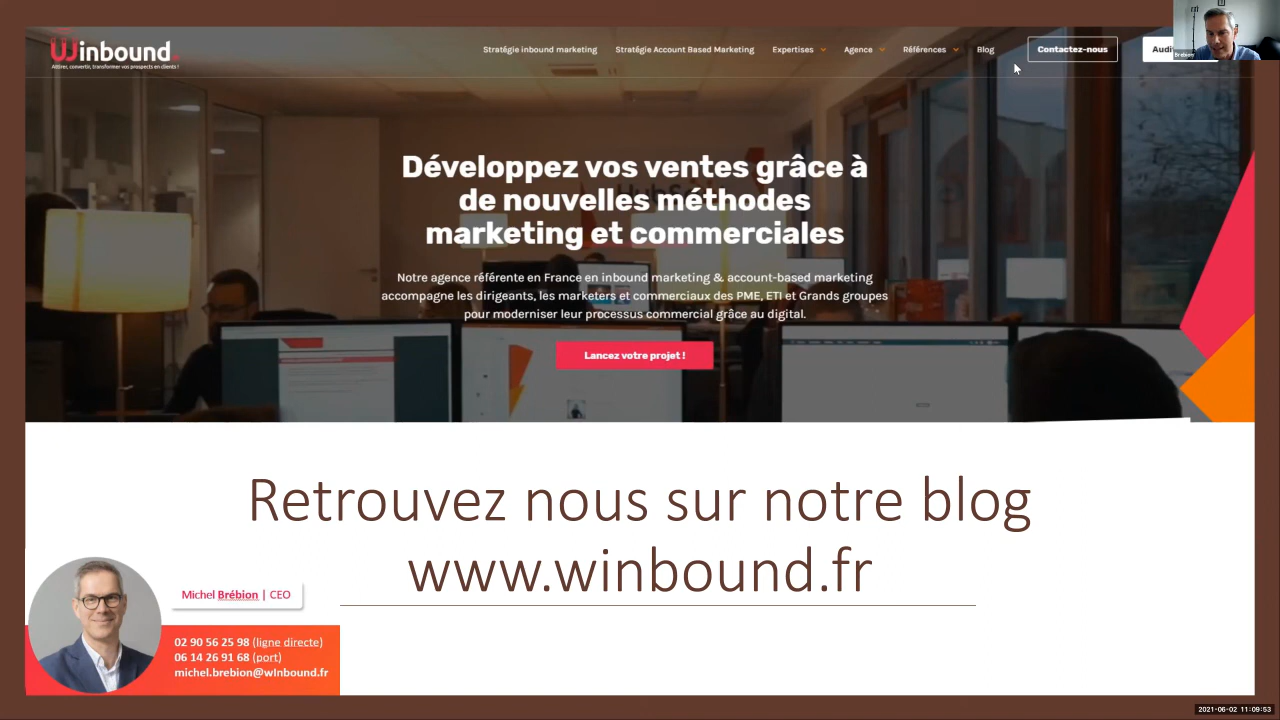 Winbound
Attirer, convertir, transformer vos prospects en clients !
Stratégie inbound marketing
Stratégie Account Based Marketing
Expertises
Agence
Références
Blog
Contactez-nous
Brebion
Développez vos ventes grâce à
de nouvelles méthodes
marketing et commerciales
Notre agence référente en France en inbound marketing & account-based marketing
accompagne les dirigeants, les marketers et commerciaux des PME, ETI et Grands groupes
pour moderniser leur processus commercial grâce au digital.
Lancez votre projet !
Retrouvez nous sur notre blog
www.winbound.fr
Michel Brébion | CEO
02 90 56 25 98 (ligne directe)
06 14 26 91 68 (port)
michel.brebion@winbound.fr
2021-06-02 11:09:53